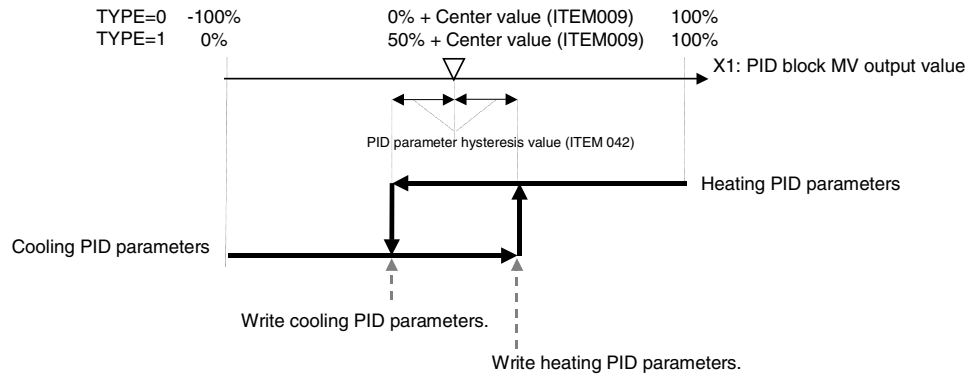 TYPE=0 -100% 0% + Center value (ITEM009) 100%
TYPE=1 0% 50% + Center value (ITEM009) 100%
X1: PID block MV output value
PID parameter hysteresis value (ITEM 042)
Heating PID parameters
Cooling PID parameters
Write cooling PID parameters.
Write heating PID parameters.